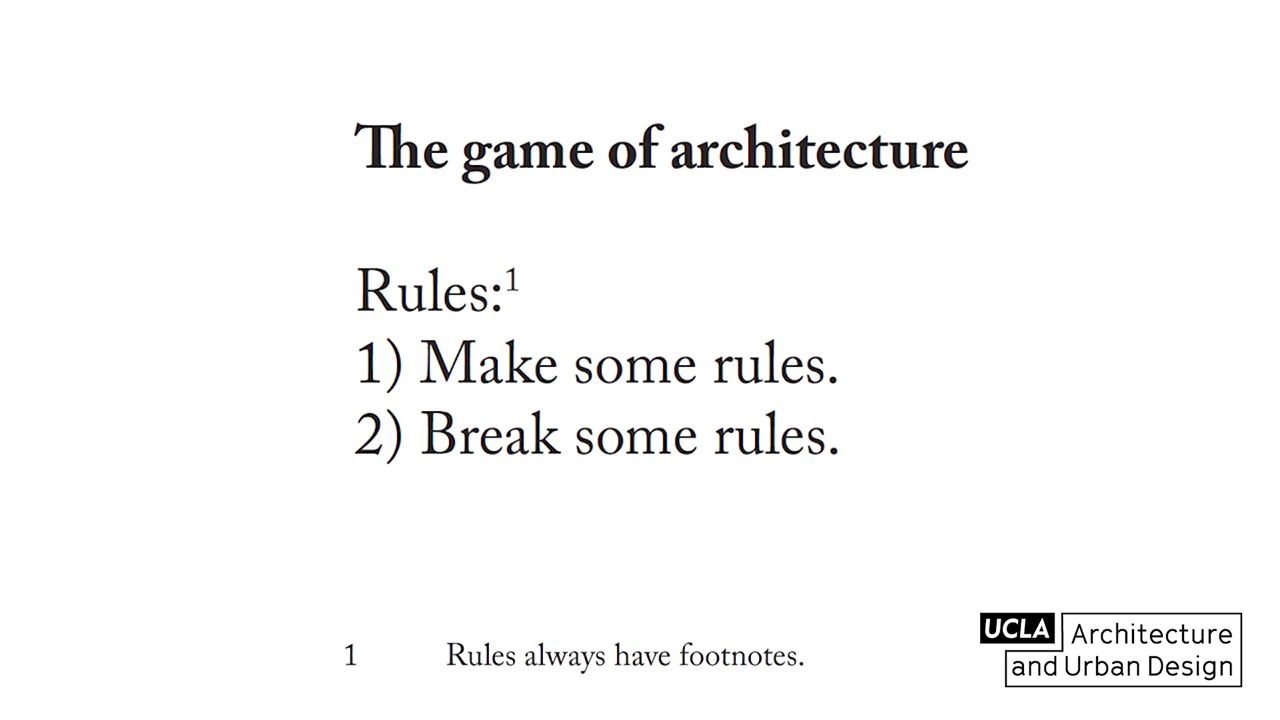 The game of architecture
Rules:¹
1) Make some rules.
2) Break some rules.
1 Rules always have footnotes.
UCLA Architecture
and Urban Design